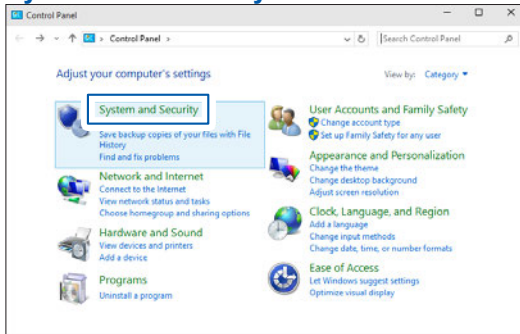 Control Panel
Control Panel
Search Control Panel
Adjust your computer's settings
View by: Category
System and Security
Save backup copies of your files with File
History
Find and fix problems
Network and Internet
Connect to the Internet
View network status and tasks
Choose homegroup and sharing options
Hardware and Sound
View devices and printers
Add a device
Programs
Uninstall a program
User Accounts and Family Safety
Change account type
Set up Family Safety for any user
Appearance and Personalization
Change the theme
Change desktop background
Adjust screen resolution
Clock, Language, and Region
Add a language
Change input methods
Change date, time, or number formats
Ease of Access
Let Windows suggest settings
Optimize visual display